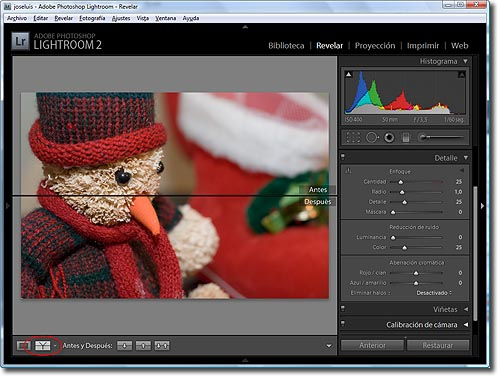 joseluis - Adobe Photoshop Lightroom - Revelar
Archivo Editar Revelar Fotografía Ajustes Vista Ventana Ayuda
Lr ADOBE PHOTOSHOP
LIGHTROOM 2
Biblioteca | Revelar | Proyección | Imprimir | Web
Histograma
ISO 400 50 mm f / 3,5 1/60 seg.
Detalle
Enfoque
Cantidad 25
Radio 1,0
Detalle 25
Máscara 0
Reducción de ruido
Luminancia 0
Color 25
Aberración cromática
Rojo / cian 0
Azul / amarillo 0
Eliminar halos : Desactivado
Viñetas
Calibración de cámara
Antes
Después
Antes y Después:
Anterior Restaurar